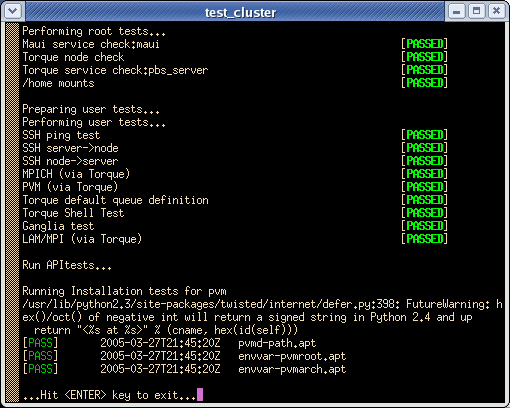 test_cluster
Performing root tests...
Maui service check:maui [PASSED]
Torque node check [PASSED]
Torque service check:pbs_server [PASSED]
/home mounts [PASSED]
Preparing user tests...
Performing user tests...
SSH ping test [PASSED]
SSH server->node [PASSED]
SSH node->server [PASSED]
MPICH (via Torque) [PASSED]
PVM (via Torque) [PASSED]
Torque default queue definition [PASSED]
Torque Shell Test [PASSED]
Ganglia test [PASSED]
LAM/MPI (via Torque) [PASSED]
Run APItests...
Running Installation tests for pvm
/usr/lib/python2.3/site-packages/twisted/internet/defer.py:398: FutureWarning: h
ex()/oct() of negative int will return a signed string in Python 2.4 and up
return "<%s at %s>" % (cname, hex(id(self)))
[PASS] 2005-03-27T21:45:20Z pvmd-path.apt
[PASS] 2005-03-27T21:45:20Z envvar-pvmroot.apt
[PASS] 2005-03-27T21:45:20Z envvar-pvmarch.apt
...Hit <ENTER> key to exit...